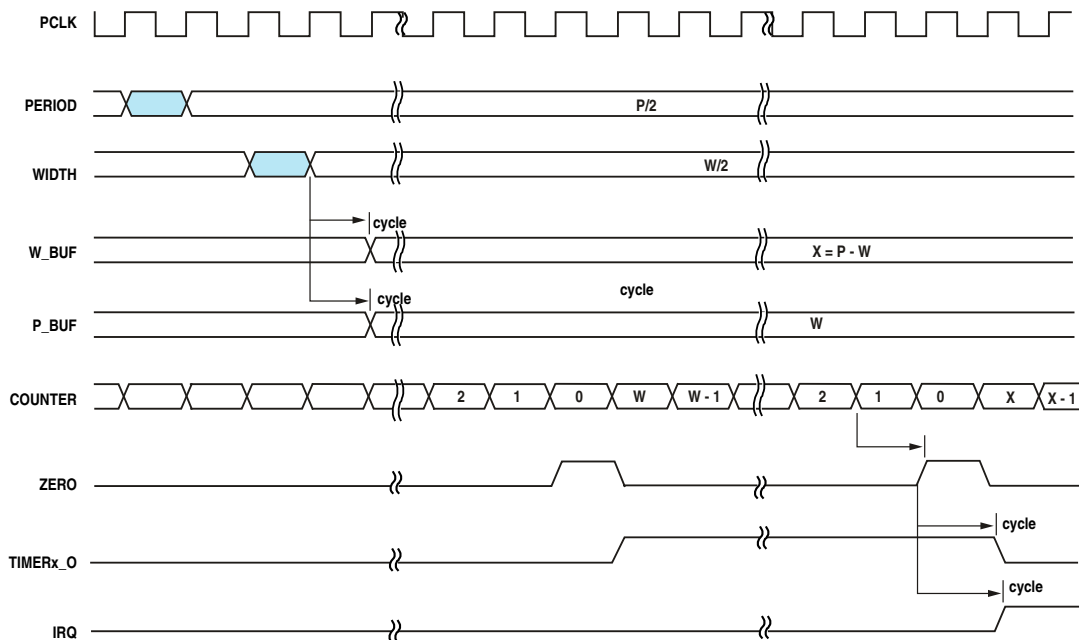 PCLK
PERIOD
P/2
WIDTH
W/2
cycle
W_BUF
X = P - W
cycle
cycle
P_BUF
W
COUNTER
2 1 0 W W - 1 2 1 0 X X - 1
ZERO
cycle
TIMERx_O
cycle
IRQ